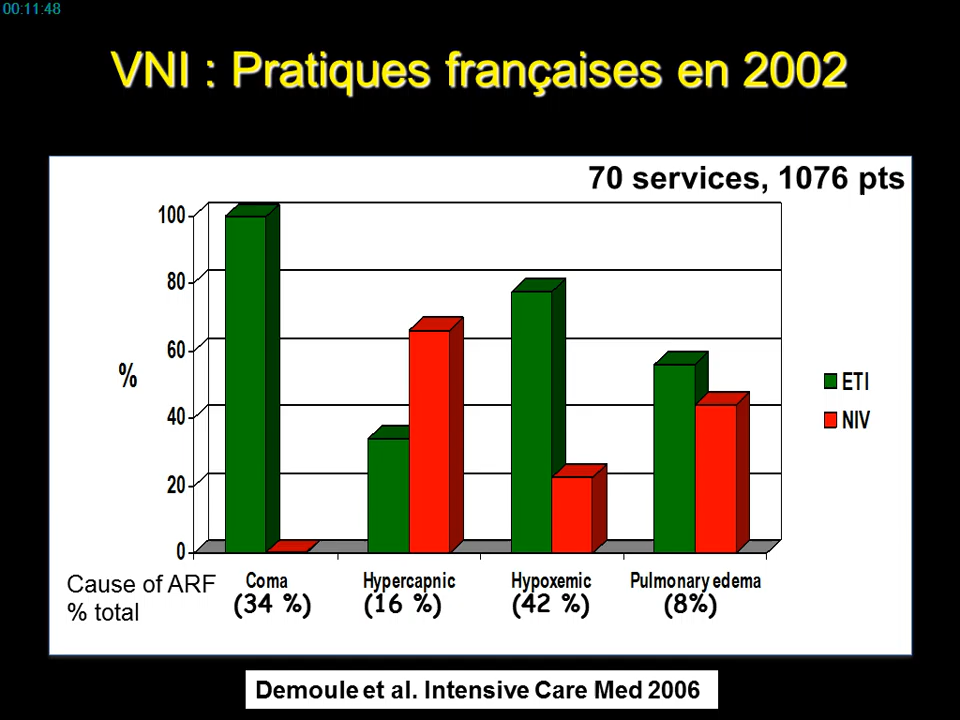 00:11:48
VNI : Pratiques françaises en 2002
70 services, 1076 pts
100
80
60
40
20
0
%
ETI
NIV
Cause of ARF
% total
Coma Hypercapnic Hypoxemic Pulmonary edema
(34 %) (16 %) (42 %) (8%)
Demoule et al. Intensive Care Med 2006